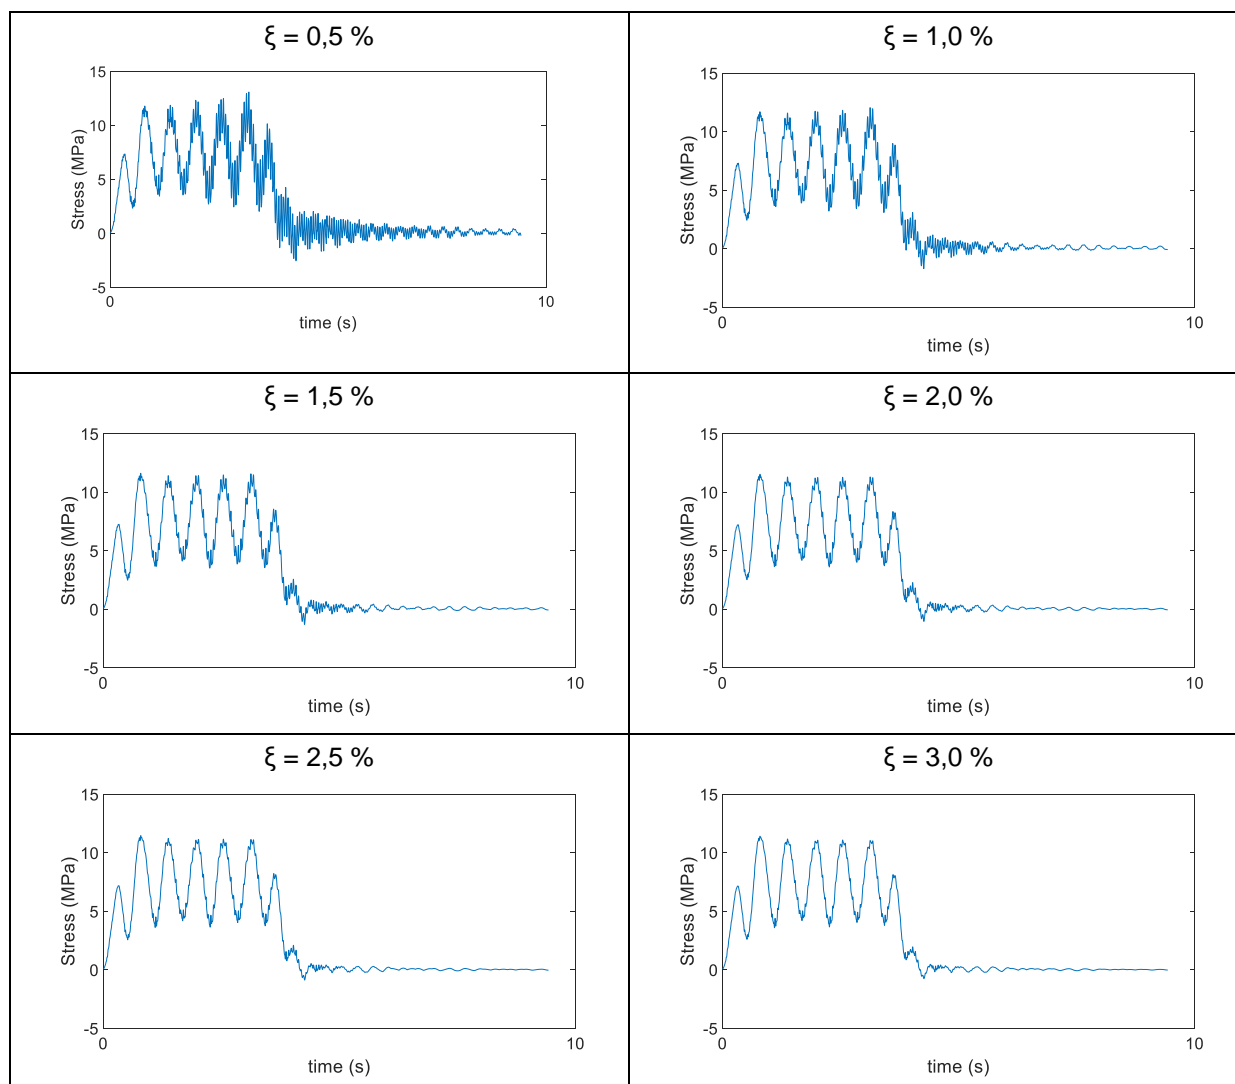 ξ = 0,5 %
15
10
5
0
-5
Stress (MPa)
0
10
time (s)
ξ = 1,0 %
15
10
5
0
-5
Stress (MPa)
0
10
time (s)
ξ = 1,5 %
15
10
5
0
-5
Stress (MPa)
0
10
time (s)
ξ = 2,0 %
15
10
5
0
-5
Stress (MPa)
0
10
time (s)
ξ = 2,5 %
15
10
5
0
-5
Stress (MPa)
0
10
time (s)
ξ = 3,0 %
15
10
5
0
-5
Stress (MPa)
0
10
time (s)